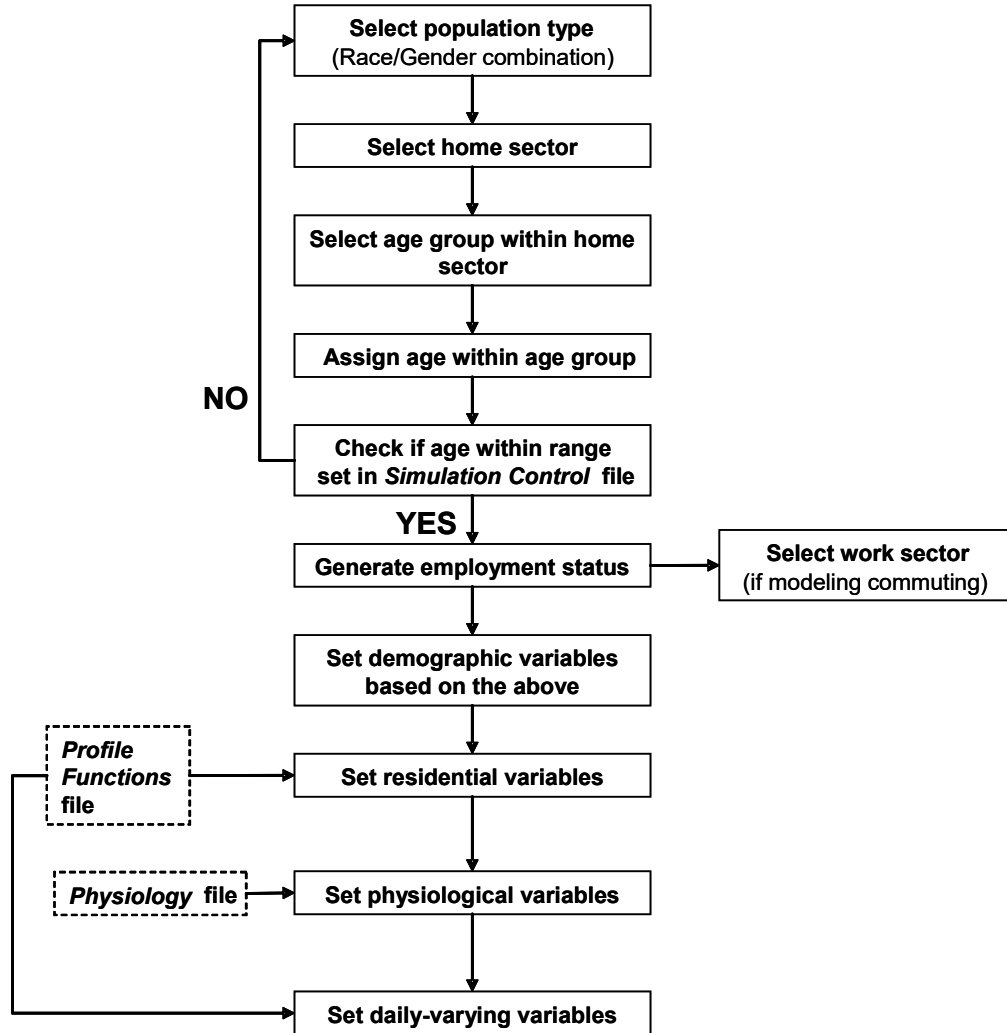 Select population type
(Race/Gender combination)
Select home sector
Select age group within home
sector
Assign age within age group
NO
Check if age within range
set in Simulation Control file
YES
Generate employment status
Select work sector
(if modeling commuting)
Set demographic variables
based on the above
Profile
Functions
file
Set residential variables
Physiology file
Set physiological variables
Set daily-varying variables